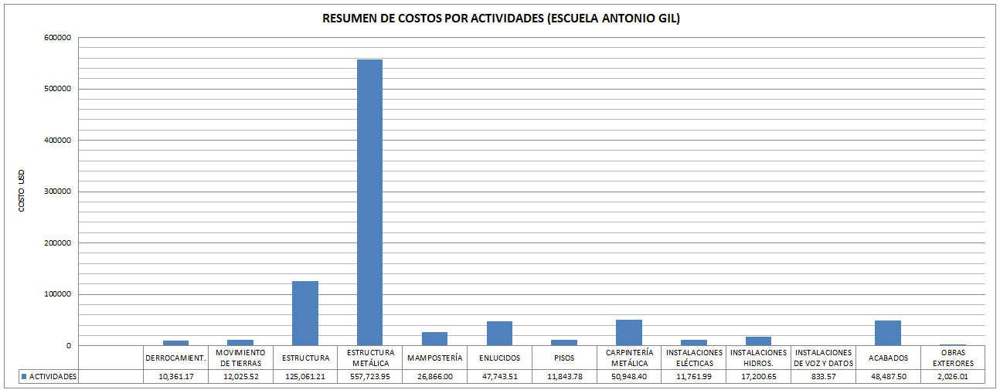 RESUMEN DE COSTOS POR ACTIVIDADES (ESCUELA ANTONIO GIL)
600000
500000
400000
300000
200000
100000
0
COSTO USD
DERROCAMIENT.
MOVIMIENTO
DE TIERRAS
ESTRUCTURA
ESTRUCTURA
METÁLICA
MAMPOSTERÍA
ENLUCIDOS
PISOS
CARPINTERÍA
METÁLICA
INSTALACIONES
ELÉCTICAS
INSTALACIONES
HIDROS.
INSTALACIONES
DE VOZ Y DATOS
ACABADOS
OBRAS
EXTERIORES
ACTIVIDADES 10,361.17 12,025.52 125,061.21 557,723.95 26,866.00 47,743.51 11,843.78 50,948.40 11,761.99 17,200.65 833.57 48,487.50 2,026.01